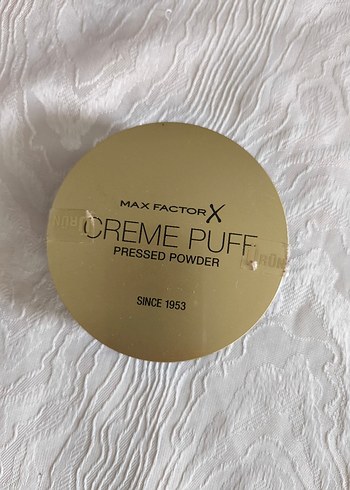 MAX FACTOR X
CREME PUFF
PRESSED POWDER
SINCE 1953